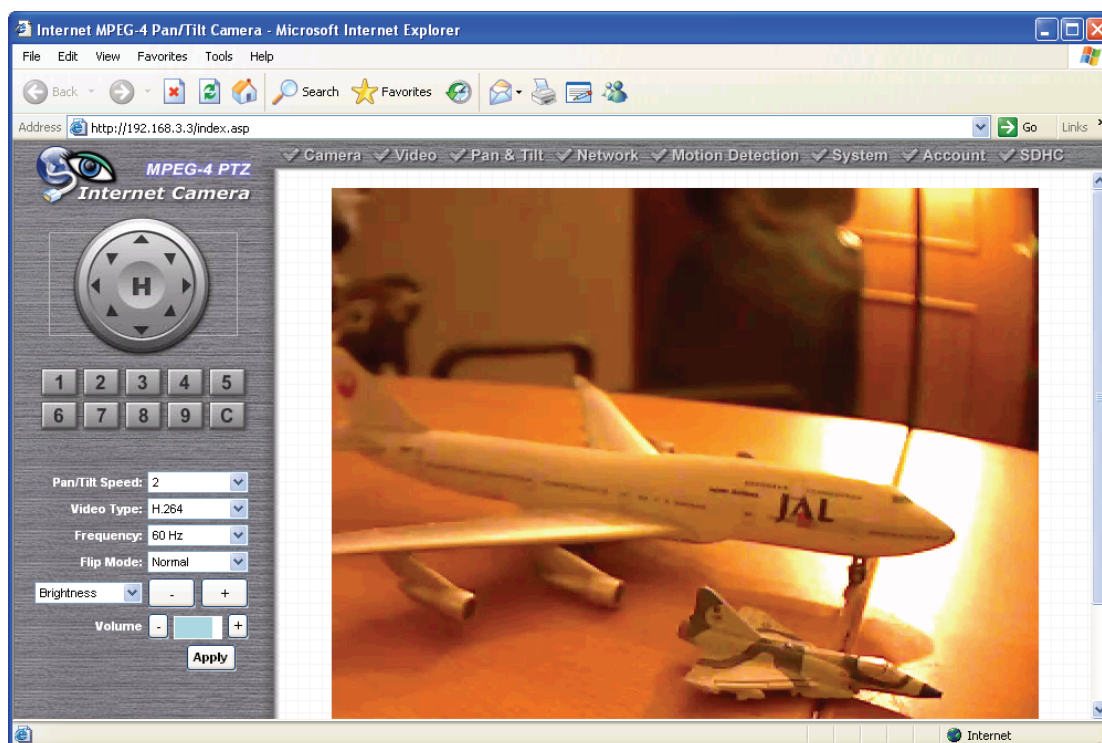 Internet MPEG-4 Pan/Tilt Camera - Microsoft Internet Explorer
File Edit View Favorites Tools Help
Back Search Favorites
Address http://192.168.3.3/index.asp Go Links
MPEG-4 PTZ
Internet Camera
Camera Video Pan & Tilt Network Motion Detection System Account SDHC
H
1 2 3 4 5
6 7 8 9 C
Pan/Tilt Speed: 2
Video Type: H.264
Frequency: 60 Hz
Flip Mode: Normal
Brightness - +
Volume - +
Apply
JAL
Internet